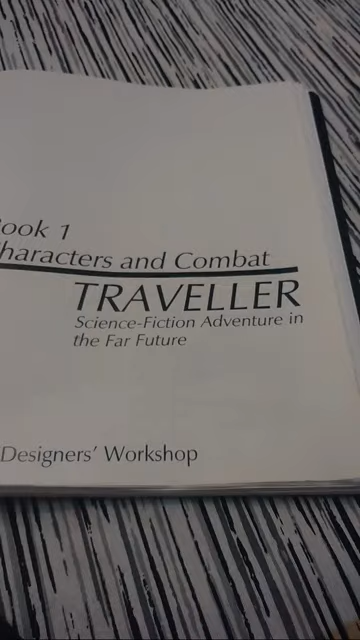 ook 1
haracters and Combat
TRAVELLER
Science-Fiction Adventure in
the Far Future
Designers' Workshop